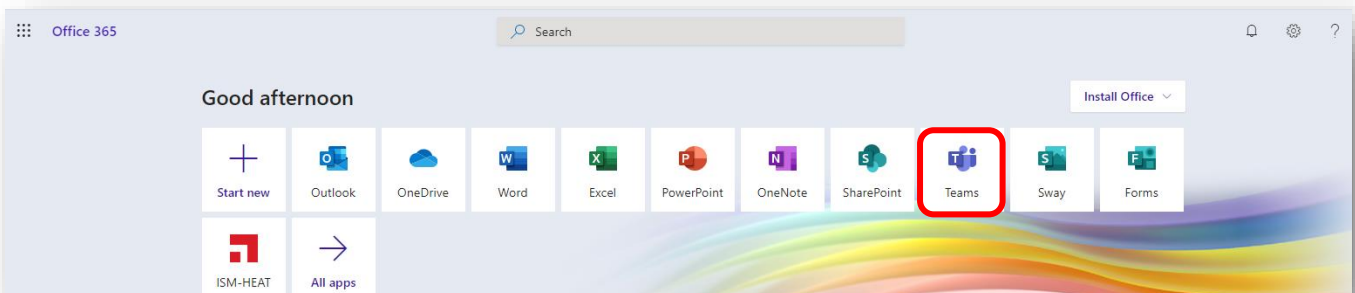 Office 365
Search
?
Good afternoon
Install Office
Start new
Outlook
OneDrive
Word
Excel
PowerPoint
OneNote
SharePoint
Teams
Sway
Forms
ISM-HEAT
All apps